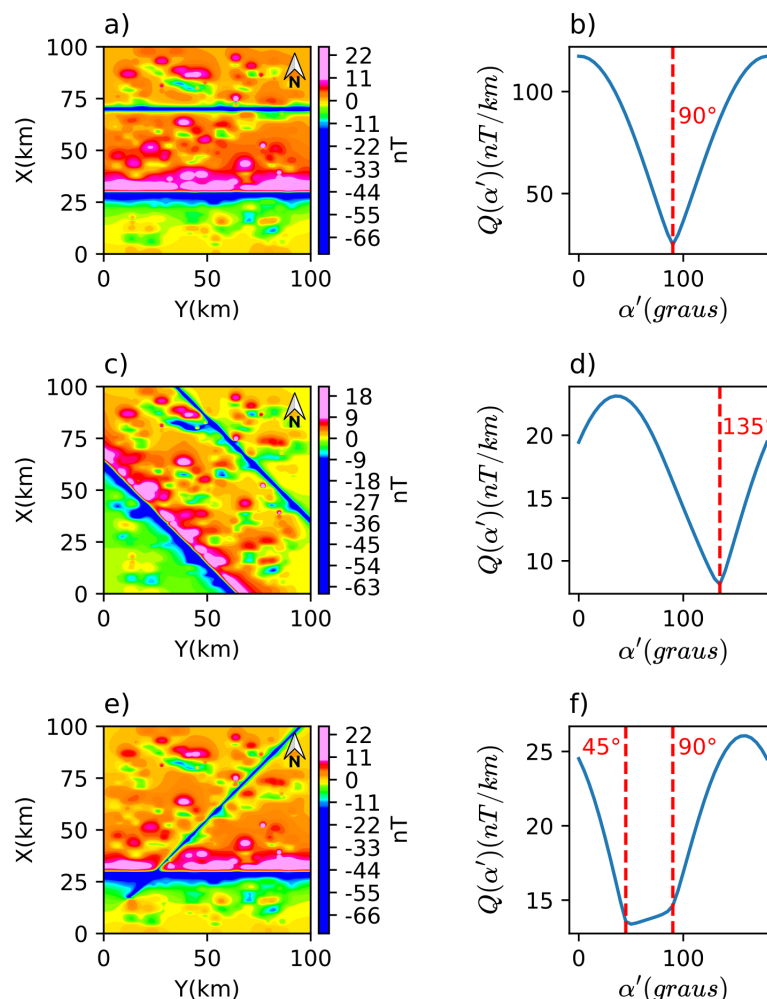 a)
100
75
50
25
0
X(km)
0 50 100
Y(km)
N
22
11
0
-11
-22
-33
-44
-55
-66
nT
b)
100
50
Q(α′)(nT/km)
90°
0 100
α′(graus)
c)
100
75
50
25
0
X(km)
0 50 100
Y(km)
N
18
9
0
-9
-18
-27
-36
-45
-54
-63
nT
d)
20
15
10
Q(α′)(nT/km)
135°
0 100
α′(graus)
e)
100
75
50
25
0
X(km)
0 50 100
Y(km)
N
22
11
0
-11
-22
-33
-44
-55
-66
nT
f)
25
20
15
Q(α′)(nT/km)
45° 90°
0 100
α′(graus)